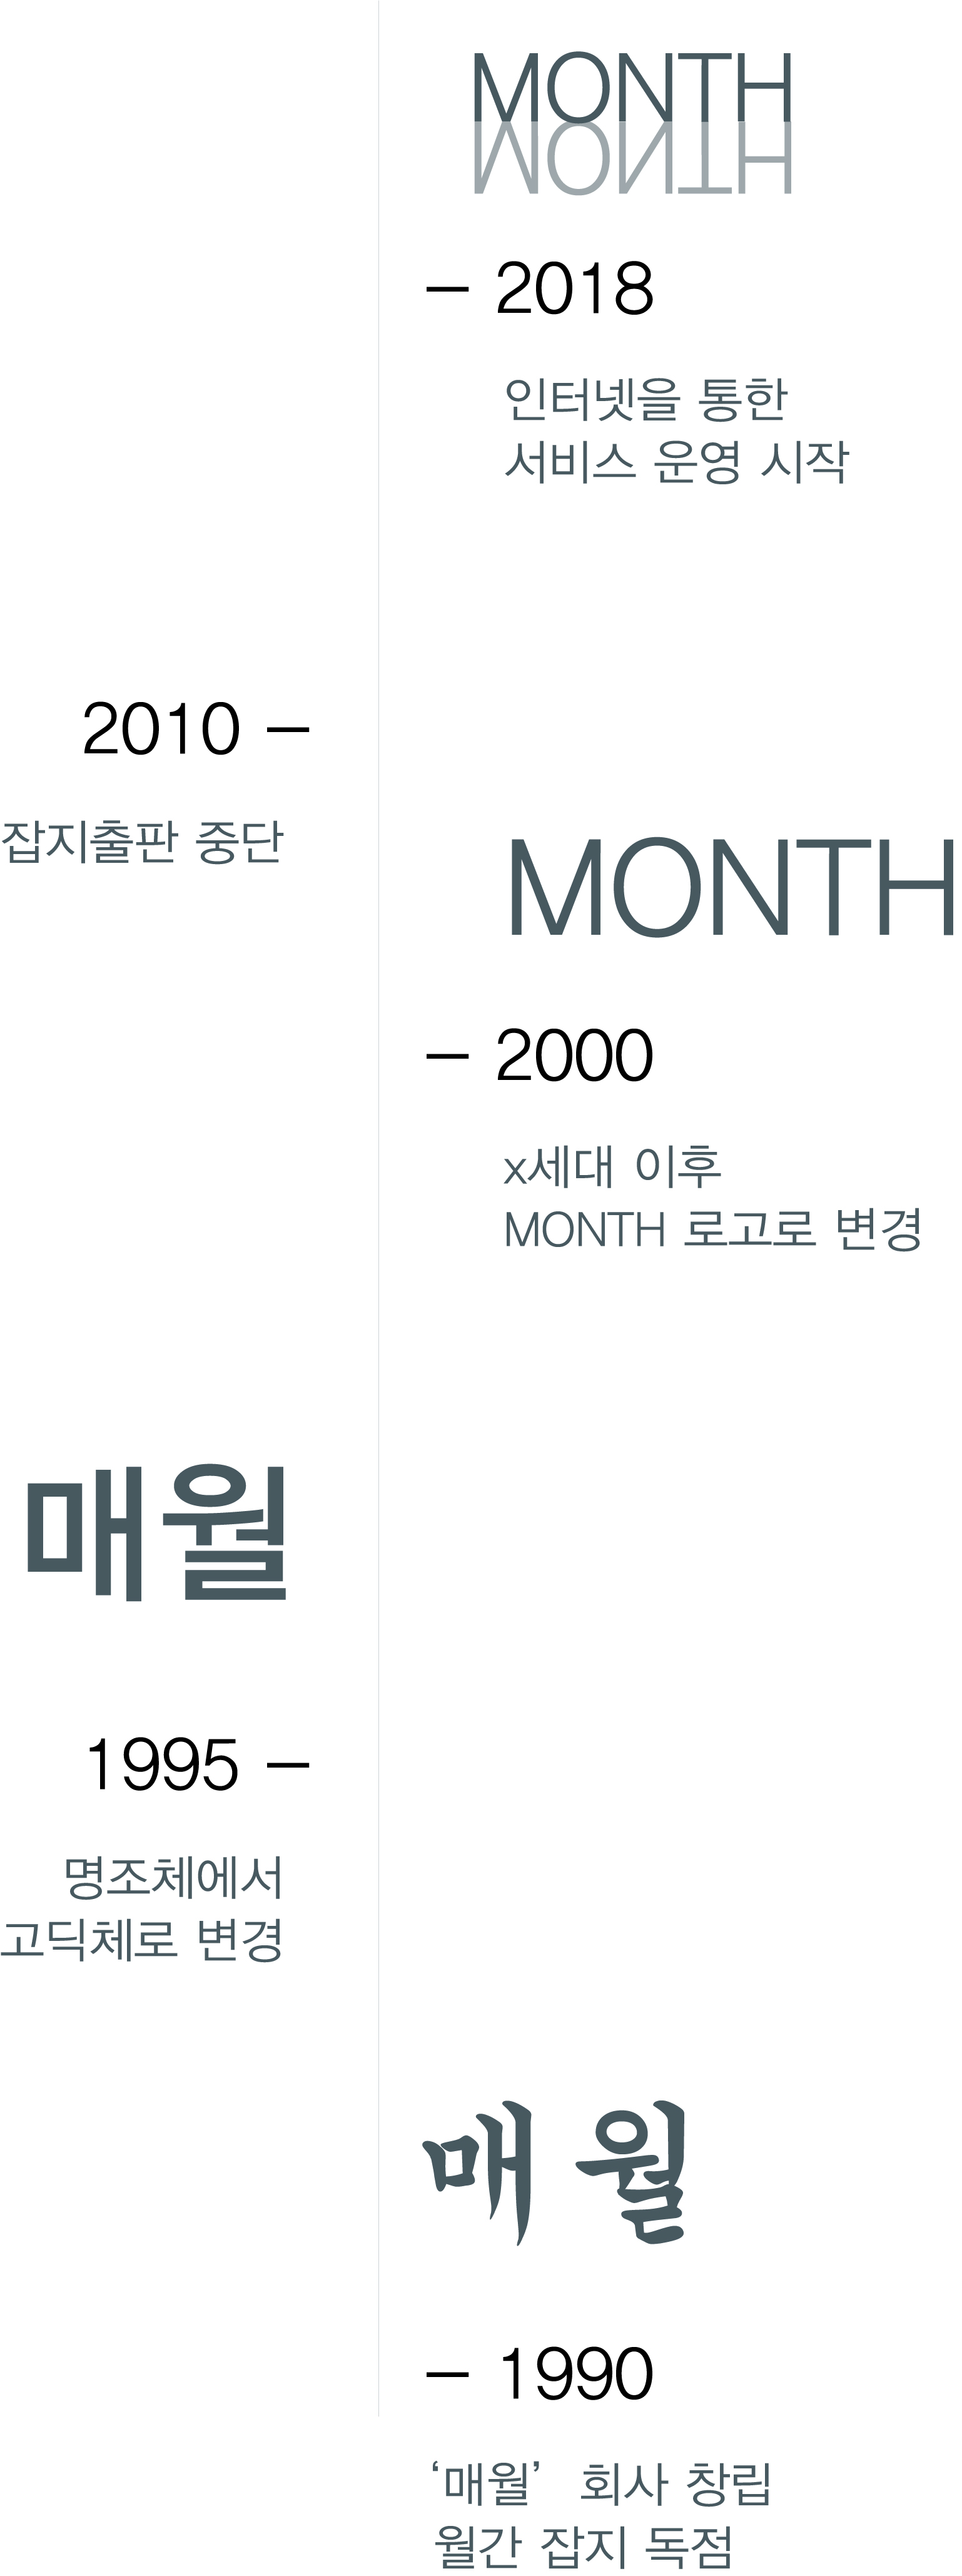 MONTH
– 2018
인터넷을 통한
서비스 운영 시작
2010 –
잡지출판 중단
MONTH
– 2000
x세대 이후
MONTH 로고로 변경
매월
1995 –
명조체에서
고딕체로 변경
매월
– 1990
‘매월’ 회사 창립
월간 잡지 독점